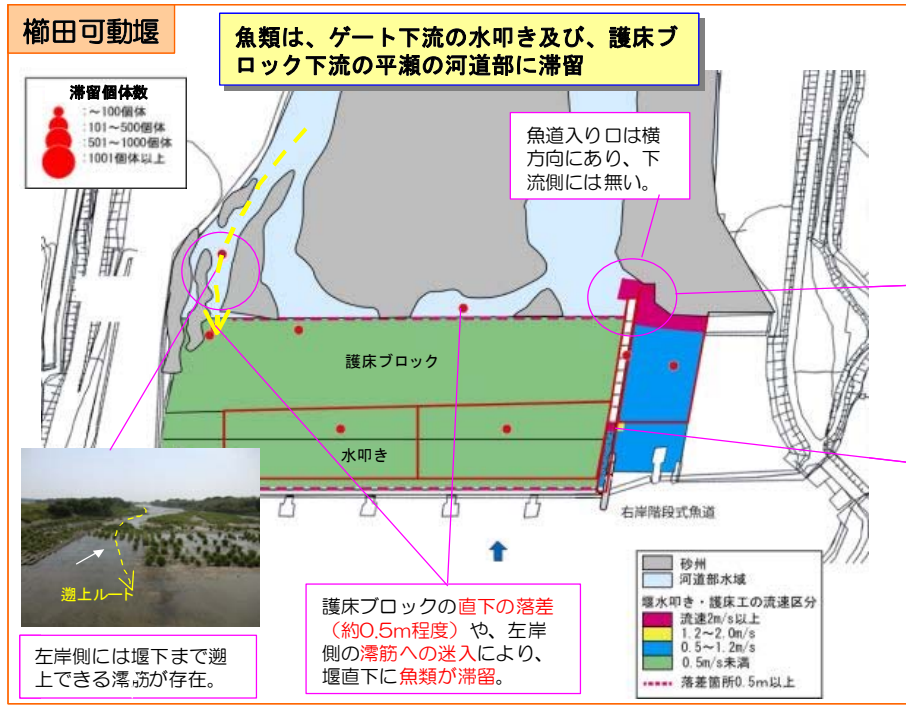 櫛田可動堰
魚類は、ゲート下流の水叩き及び、護床ブ
ロック下流の平瀬の河道部に滞留
滞留個体数
:～100個体
:101～500個体
:501～1000個体
:1001個体以上
魚道入り口は横
方向にあり、下
流側には無い。
護床ブロック
水叩き
右岸階段式魚道
遡上ルート
左岸側には堰下まで遡
上できる澪筋が存在。
護床ブロックの直下の落差
（約0.5m程度）や、左岸
側の澪筋への迷入により、
堰直下に魚類が滞留。
砂州
河道部水域
堰水叩き・護床工の流速区分
流速2m/s以上
1.2～2.0m/s
0.5～1.2m/s
0.5m/s未満
落差箇所0.5m以上